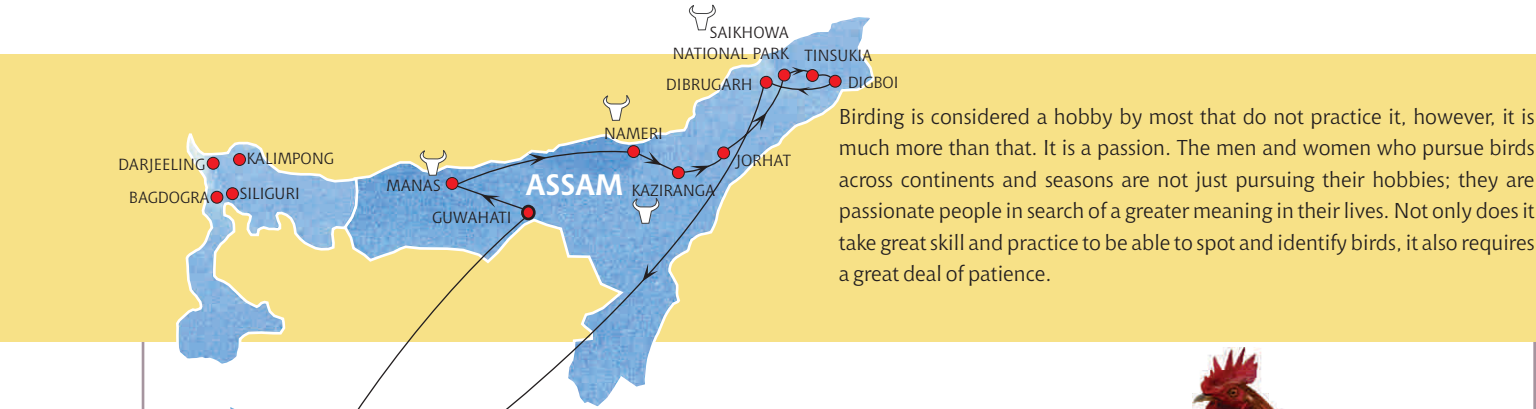 SAIKHOWA
NATIONAL PARK
TINSUKIA
DIBRUGARH
DIGBOI
NAMERI
JORHAT
DARJEELING
KALIMPONG
MANAS
ASSAM
KAZIRANGA
BAGDOGRA
SILIGURI
GUWAHATI
Birding is considered a hobby by most that do not practice it, however, it is
much more than that. It is a passion. The men and women who pursue birds
across continents and seasons are not just pursuing their hobbies; they are
passionate people in search of a greater meaning in their lives. Not only does it
take great skill and practice to be able to spot and identify birds, it also requires
a great deal of patience.